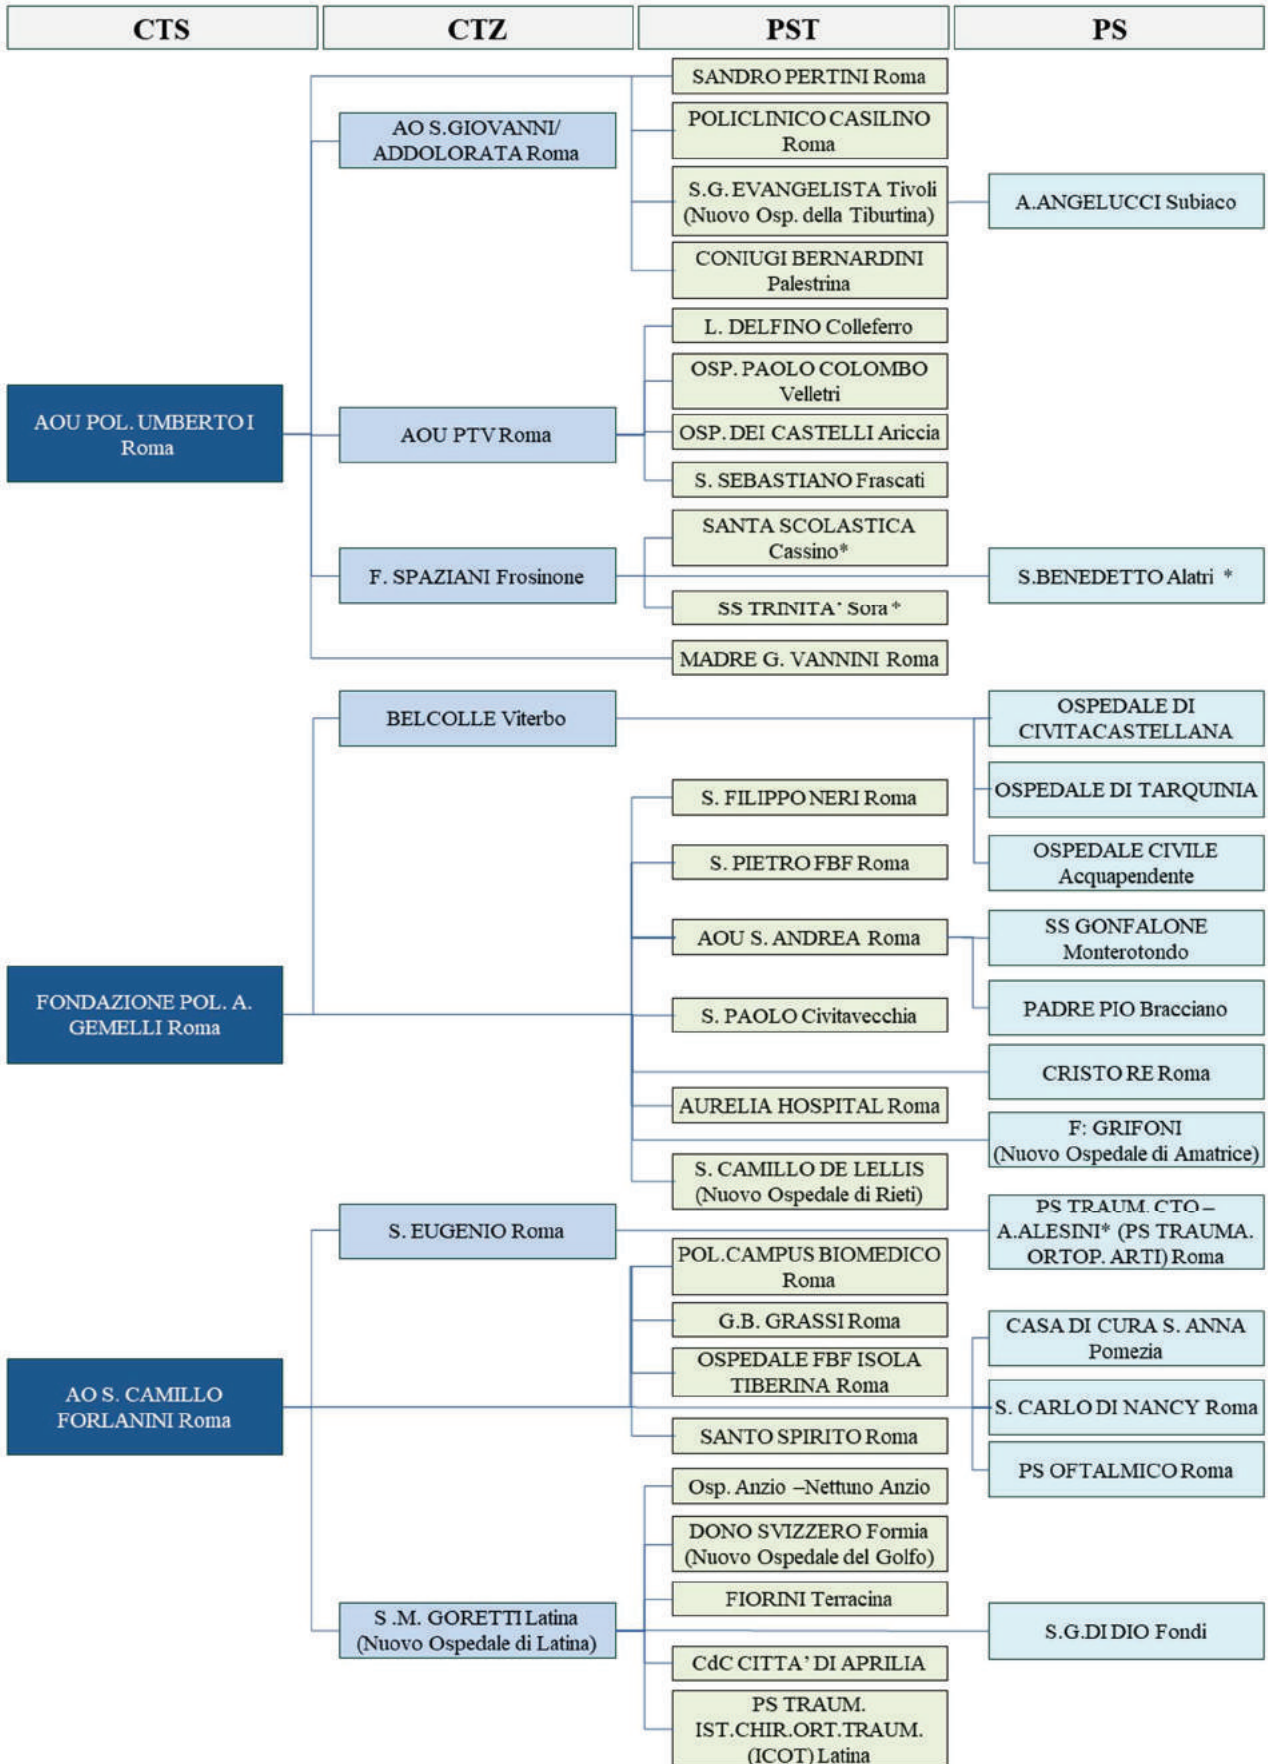 CTS
CTZ
PST
PS
SANDRO PERTINI Roma
AO S.GIOVANNI/
ADDOLORATA Roma
POLICLINICO CASILINO
Roma
S.G. EVANGELISTA Tivoli
(Nuovo Osp. della Tiburtina)
A.ANGELUCCI Subiaco
CONIUGI BERNARDINI
Palestrina
L. DELFINO Colleferro
OSP. PAOLO COLOMBO
Velletri
AOU POL. UMBERTO I
Roma
AOU PTV Roma
OSP. DEI CASTELLI Ariccia
S. SEBASTIANO Frascati
SANTA SCOLASTICA
Cassino*
F. SPAZIANI Frosinone
S.BENEDETTO Alatri *
SS TRINITA' Sora *
MADRE G. VANNINI Roma
BELCOLLE Viterbo
OSPEDALE DI
CIVITACASTELLANA
S. FILIPPO NERI Roma
OSPEDALE DI TARQUINIA
S. PIETRO FBF Roma
OSPEDALE CIVILE
Acquapendente
AOU S. ANDREA Roma
SS GONFALONE
Monterotondo
FONDAZIONE POL. A.
GEMELLI Roma
S. PAOLO Civitavecchia
PADRE PIO Bracciano
CRISTO RE Roma
AURELIA HOSPITAL Roma
F: GRIFONI
(Nuovo Ospedale di Amatrice)
S. CAMILLO DE LELLIS
(Nuovo Ospedale di Rieti)
S. EUGENIO Roma
PS TRAUM. CTO –
A.ALESINI* (PS TRAUMA.
ORTOP. ARTI) Roma
POL.CAMPUS BIOMEDICO
Roma
G.B. GRASSI Roma
CASA DI CURA S. ANNA
Pomezia
OSPEDALE FBF ISOLA
TIBERINA Roma
AO S. CAMILLO
FORLANINI Roma
S. CARLO DI NANCY Roma
SANTO SPIRITO Roma
PS OFTALMICO Roma
Osp. Anzio –Nettuno Anzio
DONO SVIZZERO Formia
(Nuovo Ospedale del Golfo)
FIORINI Terracina
S .M. GORETTI Latina
(Nuovo Ospedale di Latina)
S.G.DI DIO Fondi
CdC CITTA' DI APRILIA
PS TRAUM.
IST.CHIR.ORT.TRAUM.
(ICOT) Latina